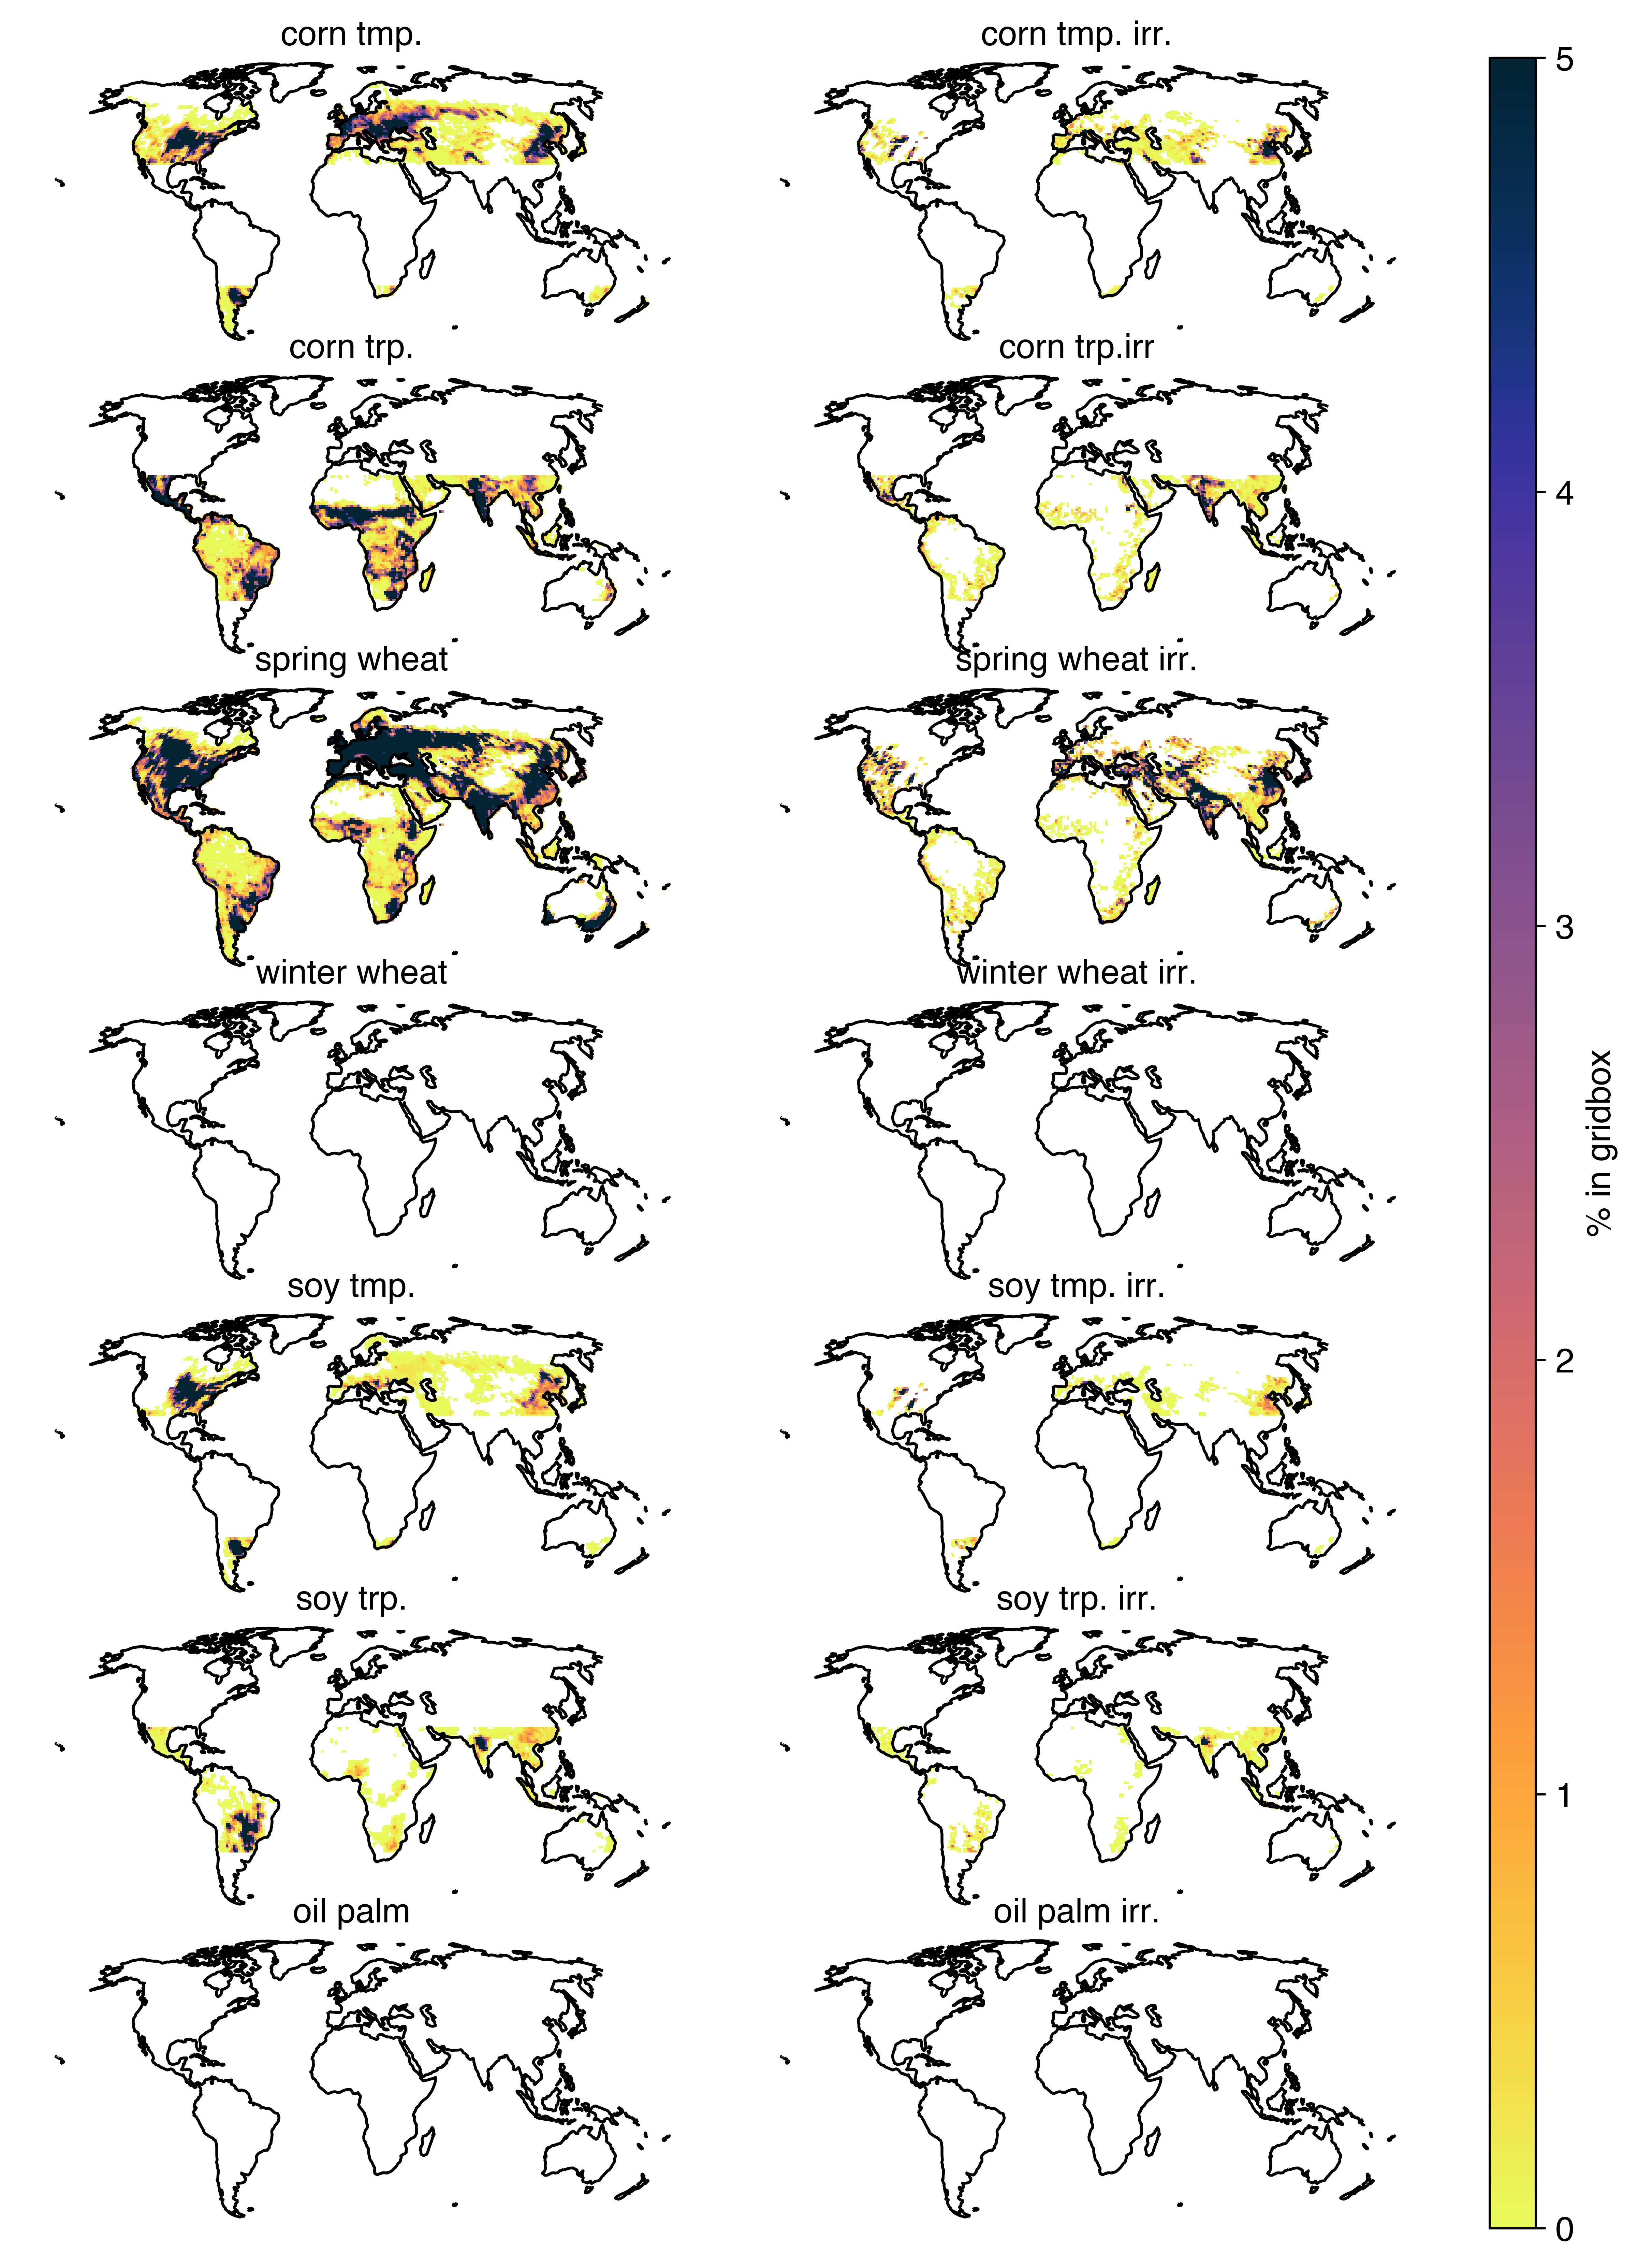 corn tmp.
corn tmp. irr.
corn trp.
corn trp.irr
spring wheat
spring wheat irr.
winter wheat
winter wheat irr.
soy tmp.
soy tmp. irr.
soy trp.
soy trp. irr.
oil palm
oil palm irr.
5
4
3
2
1
0
% in gridbox